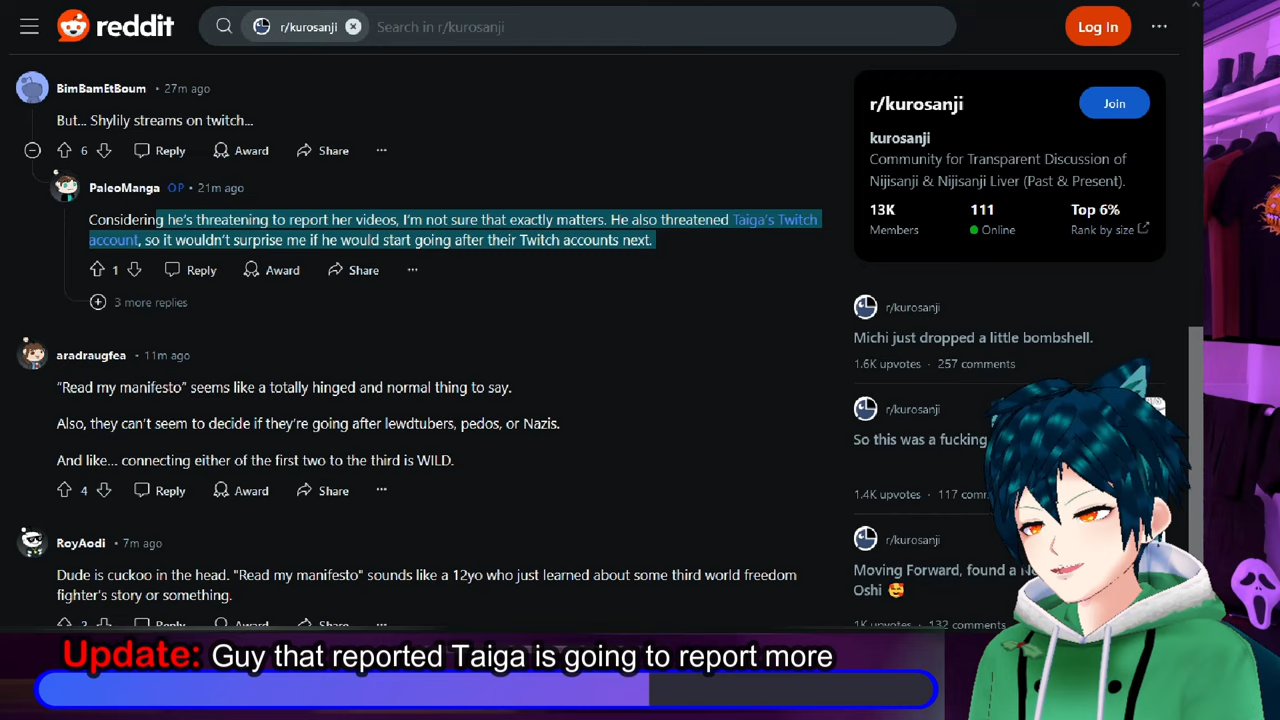 reddit
r/kurosanji
Search in r/kurosanji
Log In
BimBamEtBoum • 27m ago
But... Shylily streams on twitch...
6 Reply Award Share
PaleoManga OP • 21m ago
Considering he's threatening to report her videos, I'm not sure that exactly matters. He also threatened Taiga's Twitch
account, so it wouldn't surprise me if he would start going after their Twitch accounts next.
1 Reply Award Share
3 more replies
aradraugfea • 11m ago
"Read my manifesto" seems like a totally hinged and normal thing to say.
Also, they can't seem to decide if they're going after lewdtubers, pedos, or Nazis.
And like... connecting either of the first two to the third is WILD.
4 Reply Award Share
RoyAodi • 7m ago
Dude is cuckoo in the head. "Read my manifesto" sounds like a 12yo who just learned about some third world freedom
fighter's story or something.
2 Reply Award Share
r/kurosanji
Join
kurosanji
Community for Transparent Discussion of
Nijisanji & Nijisanji Liver (Past & Present).
13K 111 Top 6%
Members Online Rank by size
r/kurosanji
Michi just dropped a little bombshell.
1.6K upvotes • 257 comments
r/kurosanji
So this was a fucking
1.4K upvotes • 117 com
r/kurosanji
Moving Forward, found a
Oshi 🥰
1K upvotes • 132 comments
Update: Guy that reported Taiga is going to report more